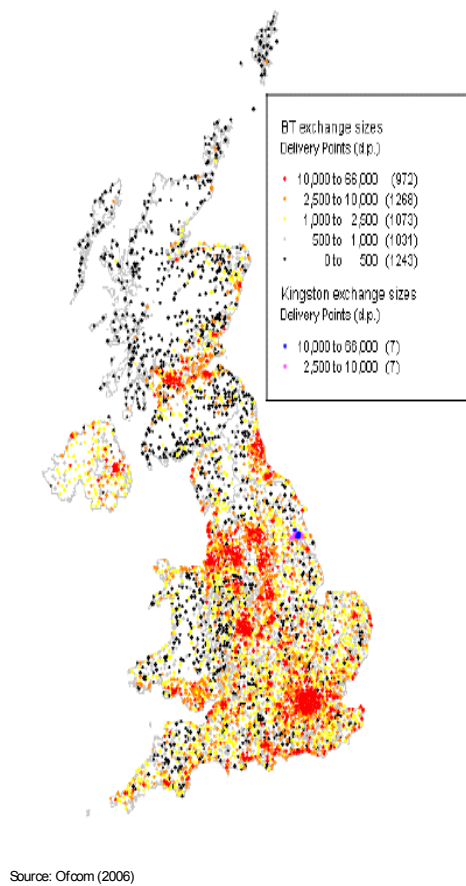 BT exchange sizes
Delivery Points (d.p.)
10,000 to 66,000 (972)
2,500 to 10,000 (1268)
1,000 to 2,500 (1073)
500 to 1,000 (1031)
0 to 500 (1243)
Kingston exchange sizes
Delivery Points (d.p.)
10,000 to 66,000 (7)
2,500 to 10,000 (7)
Source: Ofcom (2006)